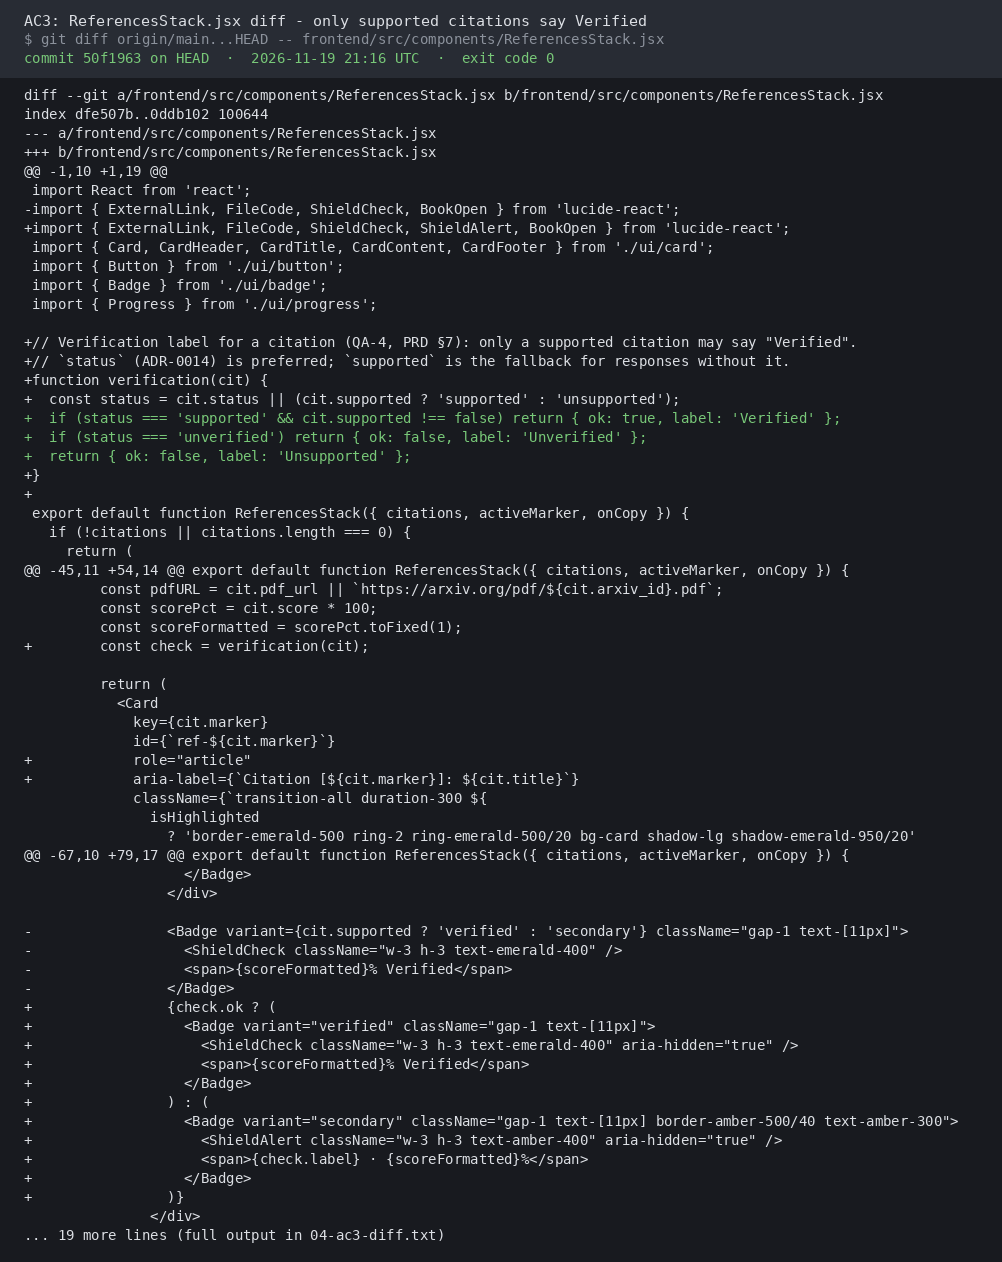 AC3: ReferencesStack.jsx diff - only supported citations say Verified
$ git diff origin/main...HEAD -- frontend/src/components/ReferencesStack.jsx
commit 50f1963 on HEAD  ·  2026-11-19 21:16 UTC  ·  exit code 0
diff --git a/frontend/src/components/ReferencesStack.jsx b/frontend/src/components/ReferencesStack.jsx
index dfe507b..0ddb102 100644
--- a/frontend/src/components/ReferencesStack.jsx
+++ b/frontend/src/components/ReferencesStack.jsx
@@ -1,10 +1,19 @@
 import React from 'react';
-import { ExternalLink, FileCode, ShieldCheck, BookOpen } from 'lucide-react';
+import { ExternalLink, FileCode, ShieldCheck, ShieldAlert, BookOpen } from 'lucide-react';
 import { Card, CardHeader, CardTitle, CardContent, CardFooter } from './ui/card';
 import { Button } from './ui/button';
 import { Badge } from './ui/badge';
 import { Progress } from './ui/progress';

+// Verification label for a citation (QA-4, PRD §7): only a supported citation may say "Verified".
+// `status` (ADR-0014) is preferred; `supported` is the fallback for responses without it.
+function verification(cit) {
+  const status = cit.status || (cit.supported ? 'supported' : 'unsupported');
+  if (status === 'supported' && cit.supported !== false) return { ok: true, label: 'Verified' };
+  if (status === 'unverified') return { ok: false, label: 'Unverified' };
+  return { ok: false, label: 'Unsupported' };
+}
+
 export default function ReferencesStack({ citations, activeMarker, onCopy }) {
   if (!citations || citations.length === 0) {
     return (
@@ -45,11 +54,14 @@ export default function ReferencesStack({ citations, activeMarker, onCopy }) {
         const pdfURL = cit.pdf_url || `https://arxiv.org/pdf/${cit.arxiv_id}.pdf`;
         const scorePct = cit.score * 100;
         const scoreFormatted = scorePct.toFixed(1);
+        const check = verification(cit);

         return (
           <Card
             key={cit.marker}
             id={`ref-${cit.marker}`}
+            role="article"
+            aria-label={`Citation [${cit.marker}]: ${cit.title}`}
             className={`transition-all duration-300 ${
               isHighlighted
                 ? 'border-emerald-500 ring-2 ring-emerald-500/20 bg-card shadow-lg shadow-emerald-950/20'
@@ -67,10 +79,17 @@ export default function ReferencesStack({ citations, activeMarker, onCopy }) {
                   </Badge>
                 </div>

-                <Badge variant={cit.supported ? 'verified' : 'secondary'} className="gap-1 text-[11px]">
-                  <ShieldCheck className="w-3 h-3 text-emerald-400" />
-                  <span>{scoreFormatted}% Verified</span>
-                </Badge>
+                {check.ok ? (
+                  <Badge variant="verified" className="gap-1 text-[11px]">
+                    <ShieldCheck className="w-3 h-3 text-emerald-400" aria-hidden="true" />
+                    <span>{scoreFormatted}% Verified</span>
+                  </Badge>
+                ) : (
+                  <Badge variant="secondary" className="gap-1 text-[11px] border-amber-500/40 text-amber-300">
+                    <ShieldAlert className="w-3 h-3 text-amber-400" aria-hidden="true" />
+                    <span>{check.label} · {scoreFormatted}%</span>
+                  </Badge>
+                )}
               </div>
... 19 more lines (full output in 04-ac3-diff.txt)